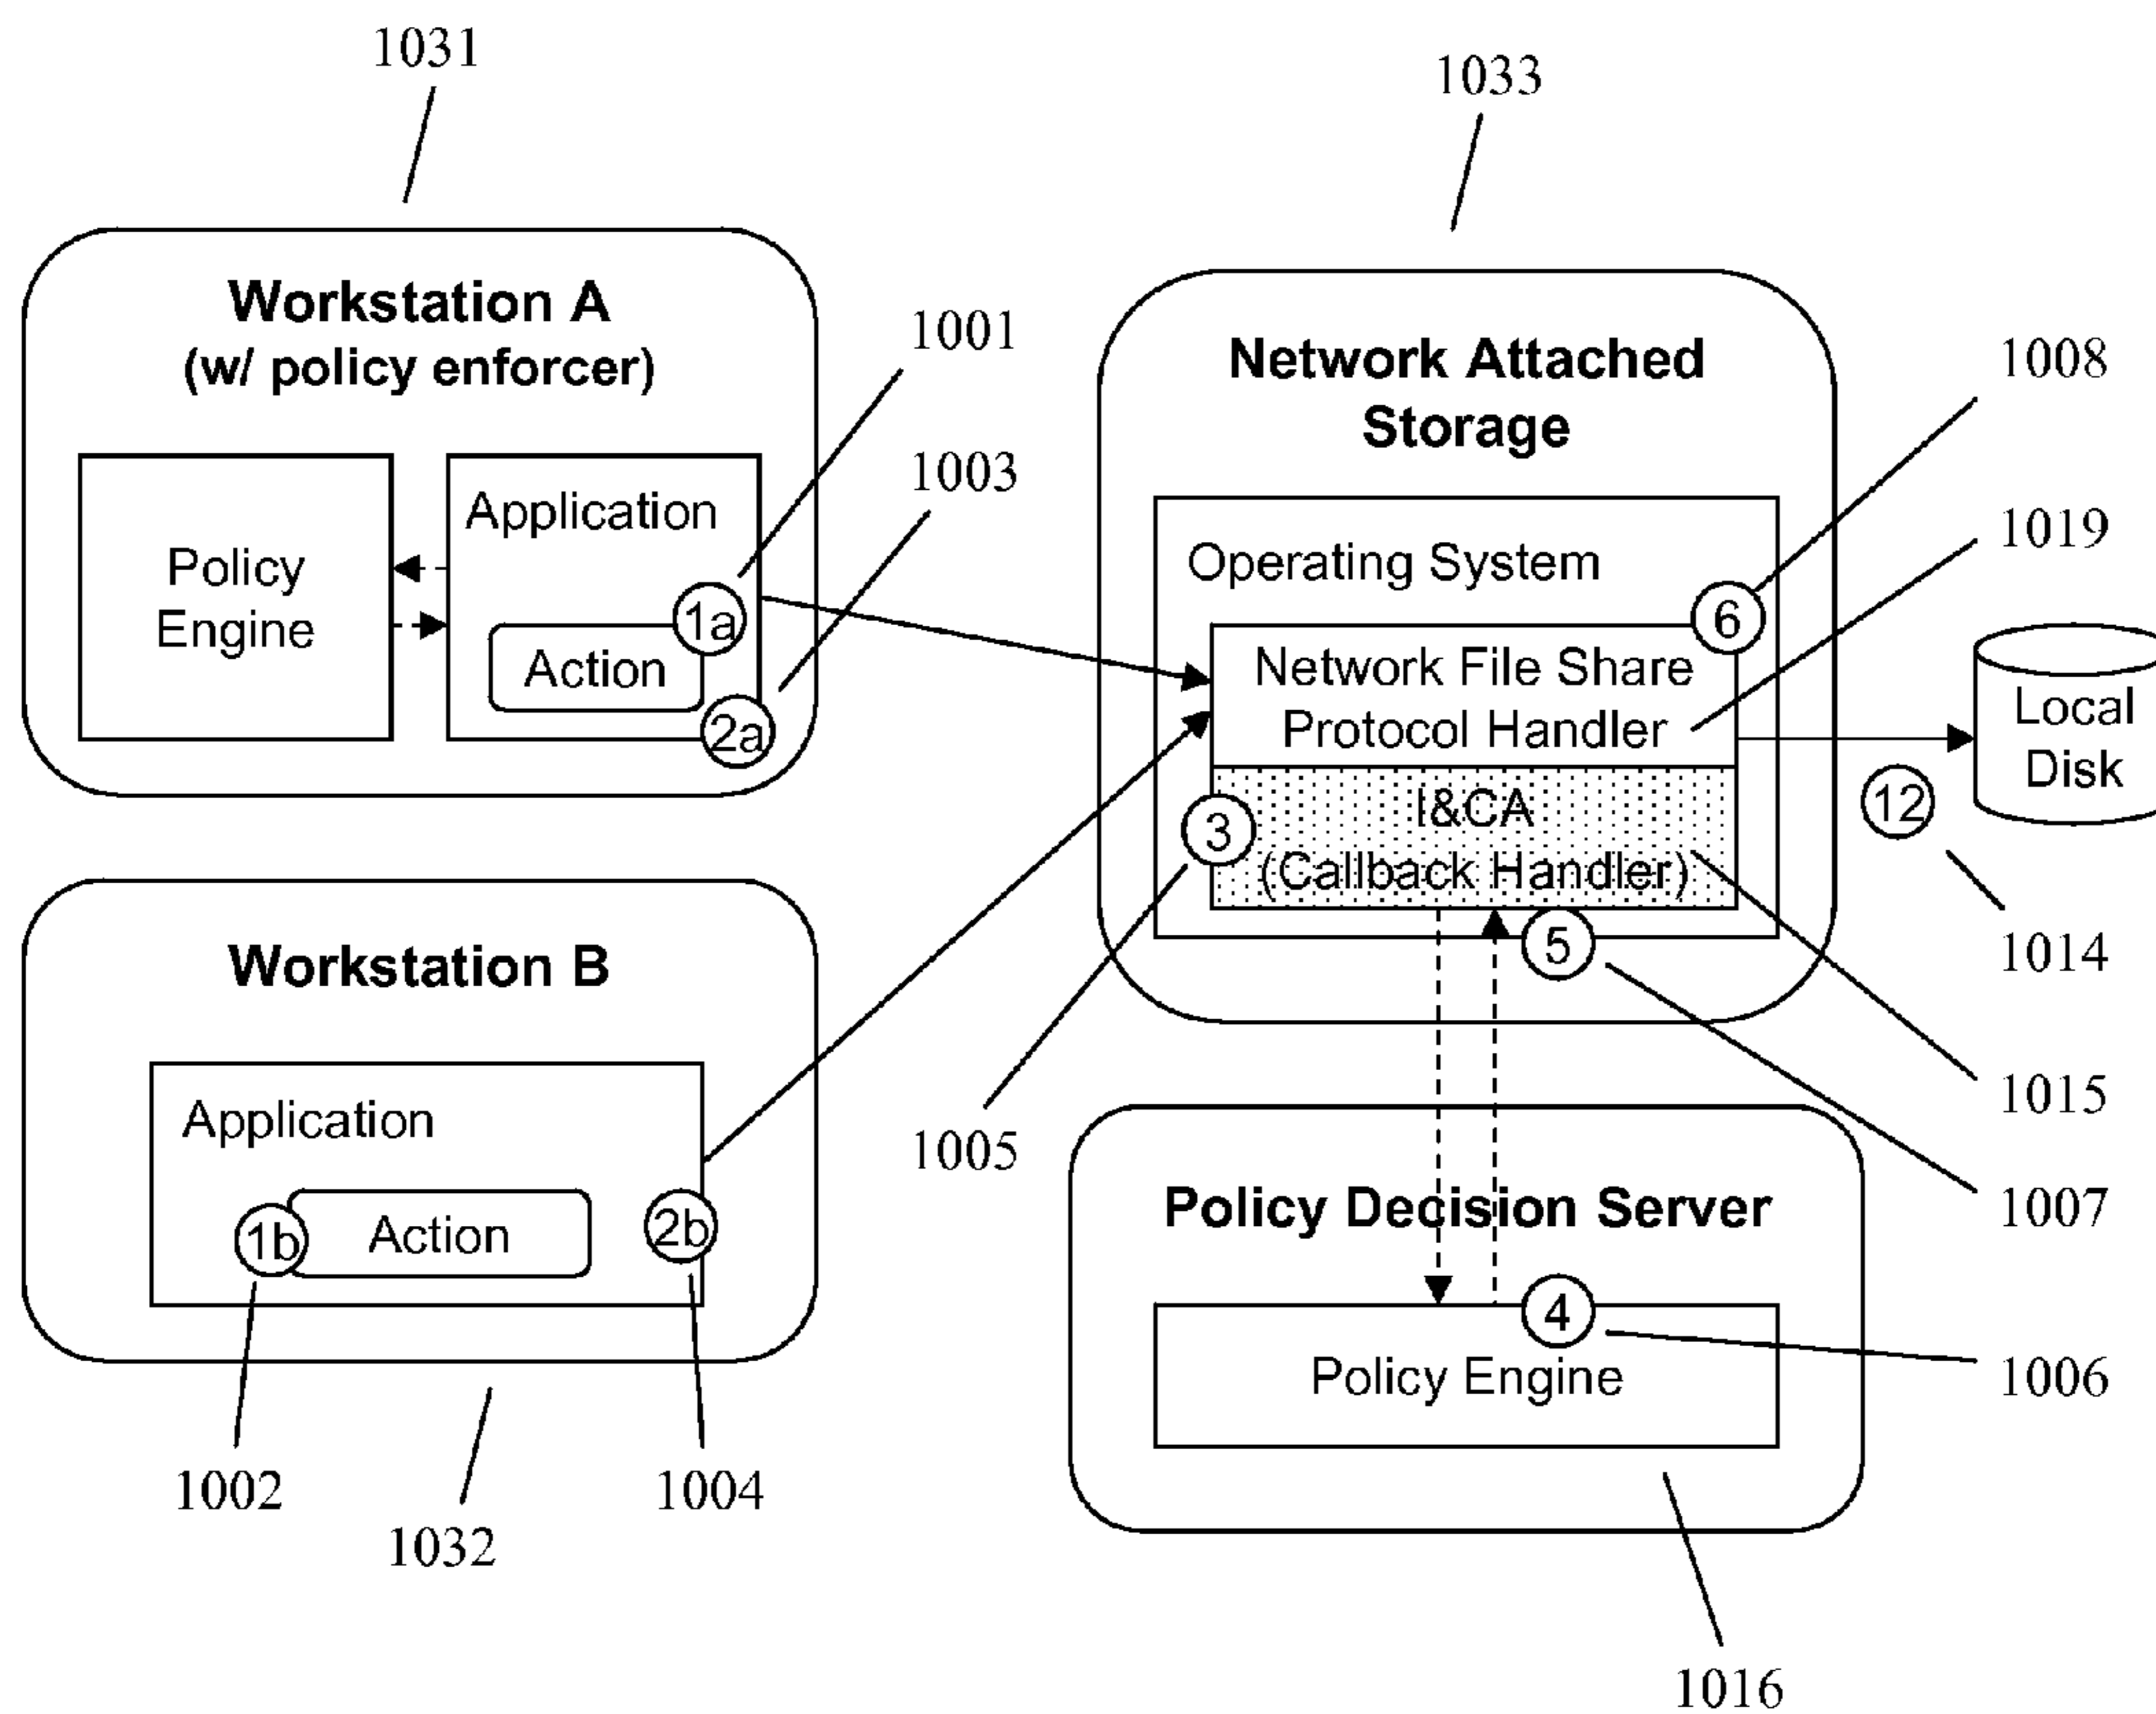 1031
1033
Workstation A
(w/ policy enforcer)
1001
1003
Policy
Engine
Application
1a
Action
2a
Network Attached
Storage
1008
1019
Operating System
6
Network File Share
Protocol Handler
Local
Disk
I&CA
3
(Callback Handler)
12
5
1014
1015
1007
Workstation B
Application
1b
Action
2b
1005
1002
1004
1032
Policy Decision Server
4
Policy Engine
1006
1016